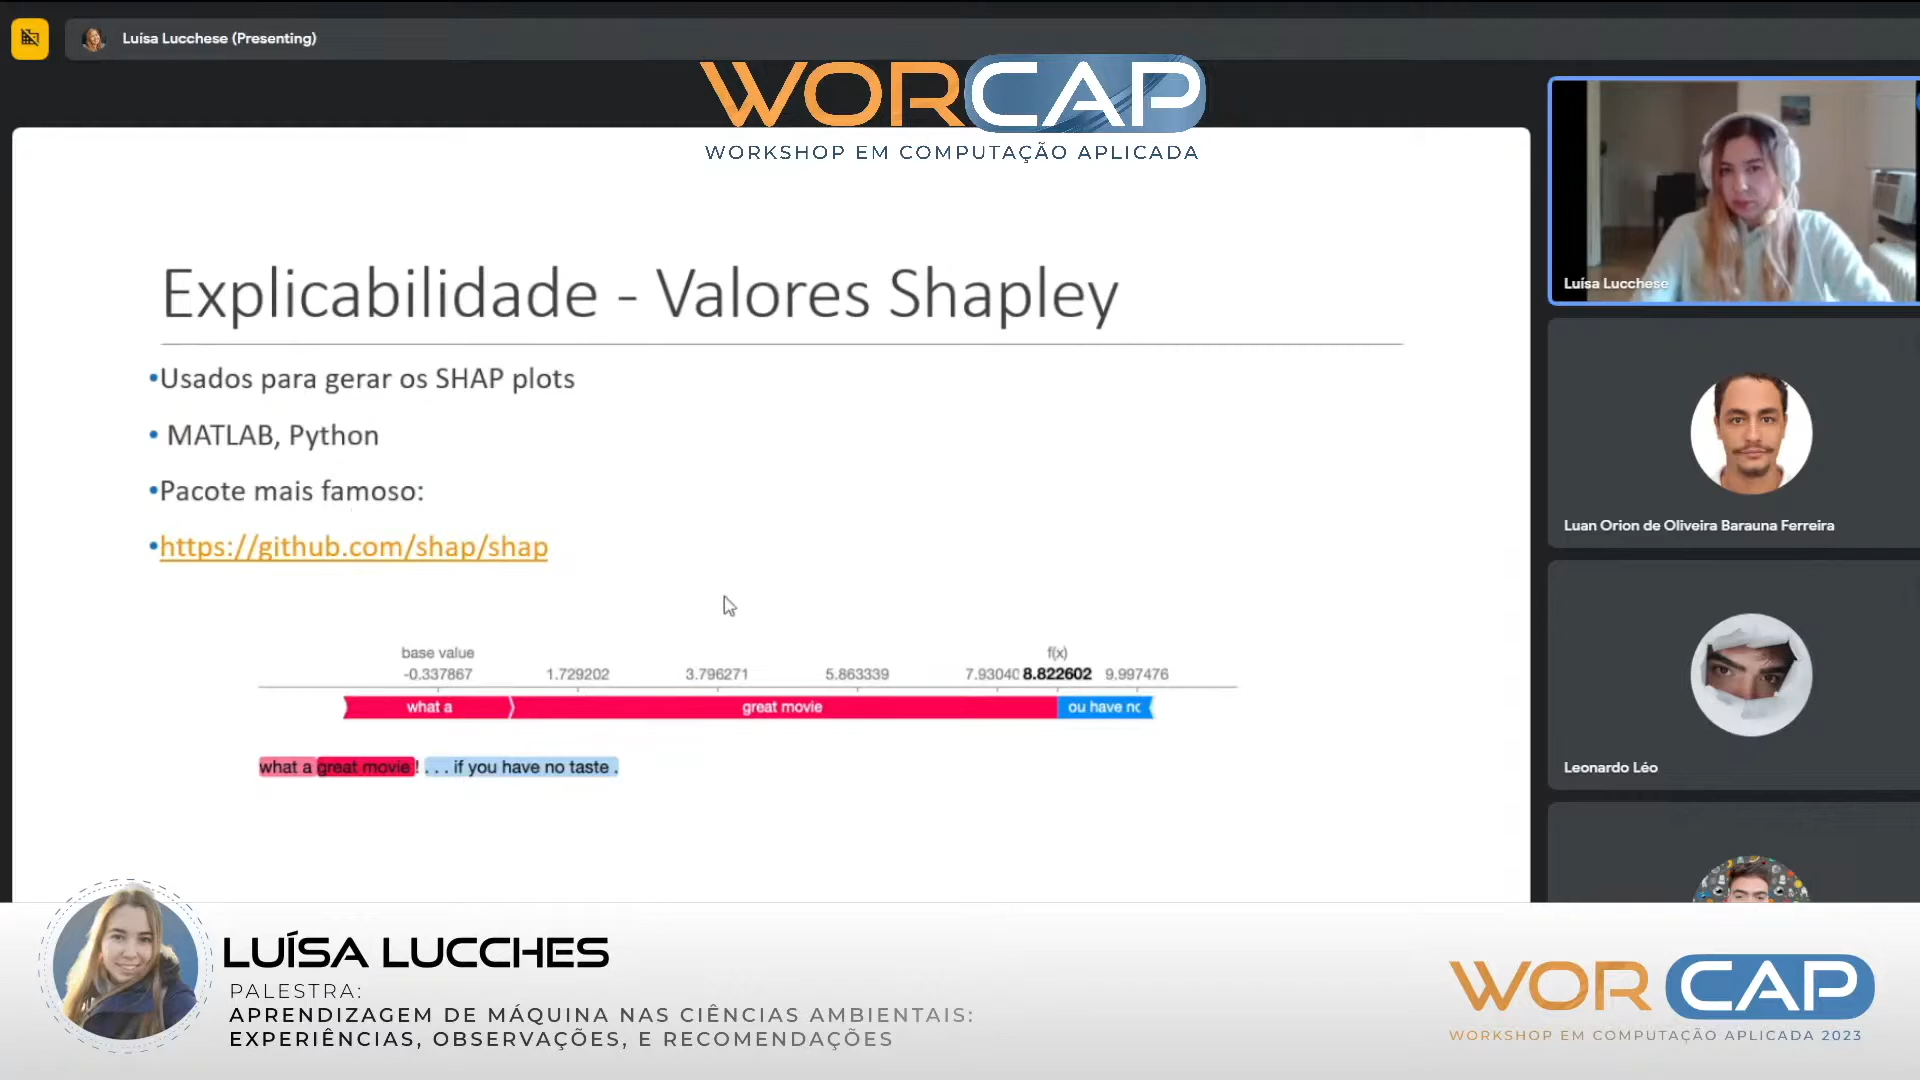 Luísa Lucchese (Presenting)
WORCAP
WORKSHOP EM COMPUTAÇÃO APLICADA
Explicabilidade - Valores Shapley
•Usados para gerar os SHAP plots
• MATLAB, Python
•Pacote mais famoso:
•https://github.com/shap/shap
base value
f(x)
-0.337867 1.729202 3.796271 5.863339 7.93040 8.822602 9.997476
what a great movie ou have no
what a great movie ! . . . if you have no taste .
Luísa Lucchese
Luan Orion de Oliveira Barauna Ferreira
Leonardo Léo
LUÍSA LUCCHES
PALESTRA:
APRENDIZAGEM DE MÁQUINA NAS CIÊNCIAS AMBIENTAIS:
EXPERIÊNCIAS, OBSERVAÇÕES, E RECOMENDAÇÕES
WORCAP
WORKSHOP EM COMPUTAÇÃO APLICADA 2023